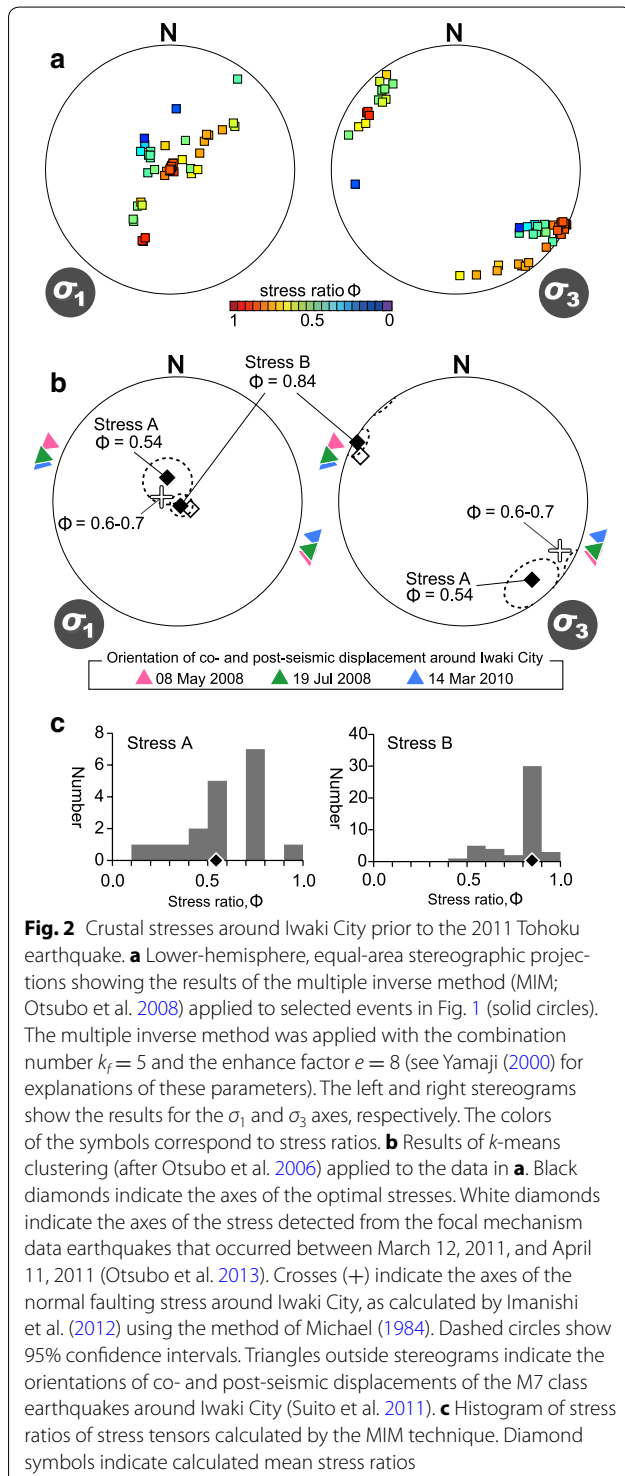 a
N
N
σ1
σ3
stress ratio Φ
1
0.5
0
b
N
N
Stress B
Φ = 0.84
Stress A
Φ = 0.54
Φ = 0.6-0.7
Φ = 0.6-0.7
Stress A
Φ = 0.54
σ1
σ3
Orientation of co- and post-seismic displacement around Iwaki City
08 May 2008 19 Jul 2008 14 Mar 2010
c
Stress A
Number
8
6
4
2
0
0.0 0.5 1.0
Stress ratio, Φ
Stress B
Number
40
30
20
10
0
0.0 0.5 1.0
Stress ratio, Φ
Fig. 2 Crustal stresses around Iwaki City prior to the 2011 Tohoku
earthquake. a Lower-hemisphere, equal-area stereographic projec-
tions showing the results of the multiple inverse method (MIM;
Otsubo et al. 2008) applied to selected events in Fig. 1 (solid circles).
The multiple inverse method was applied with the combination
number kf = 5 and the enhance factor e = 8 (see Yamaji (2000) for
explanations of these parameters). The left and right stereograms
show the results for the σ1 and σ3 axes, respectively. The colors
of the symbols correspond to stress ratios. b Results of k-means
clustering (after Otsubo et al. 2006) applied to the data in a. Black
diamonds indicate the axes of the optimal stresses. White diamonds
indicate the axes of the stress detected from the focal mechanism
data earthquakes that occurred between March 12, 2011, and April
11, 2011 (Otsubo et al. 2013). Crosses (+) indicate the axes of the
normal faulting stress around Iwaki City, as calculated by Imanishi
et al. (2012) using the method of Michael (1984). Dashed circles show
95% confidence intervals. Triangles outside stereograms indicate the
orientations of co- and post-seismic displacements of the M7 class
earthquakes around Iwaki City (Suito et al. 2011). c Histogram of stress
ratios of stress tensors calculated by the MIM technique. Diamond
symbols indicate calculated mean stress ratios